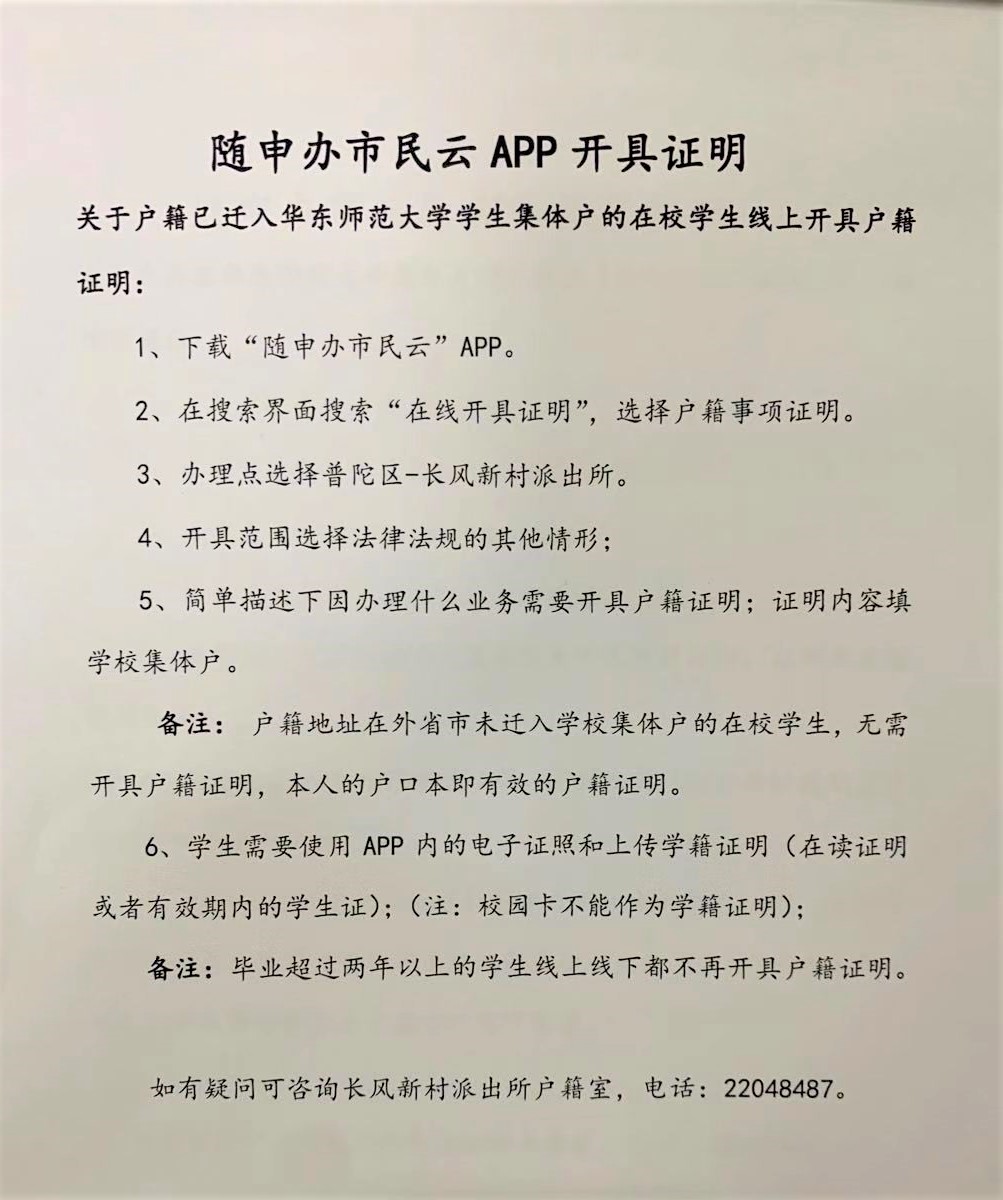 随申办市民云 APP 开具证明
关于户籍已迁入华东师范大学学生集体户的在校学生线上开具户籍
证明：
1、下载“随申办市民云”APP。
2、在搜索界面搜索“在线开具证明”，选择户籍事项证明。
3、办理点选择普陀区-长风新村派出所。
4、开具范围选择法律法规的其他情形；
5、简单描述下因办理什么业务需要开具户籍证明；证明内容填
学校集体户。
备注： 户籍地址在外省市未迁入学校集体户的在校学生，无需
开具户籍证明，本人的户口本即有效的户籍证明。
6、学生需要使用 APP 内的电子证照和上传学籍证明（在读证明
或者有效期内的学生证）；（注：校园卡不能作为学籍证明）；
备注：毕业超过两年以上的学生线上线下都不再开具户籍证明。
如有疑问可咨询长风新村派出所户籍室，电话：22048487。